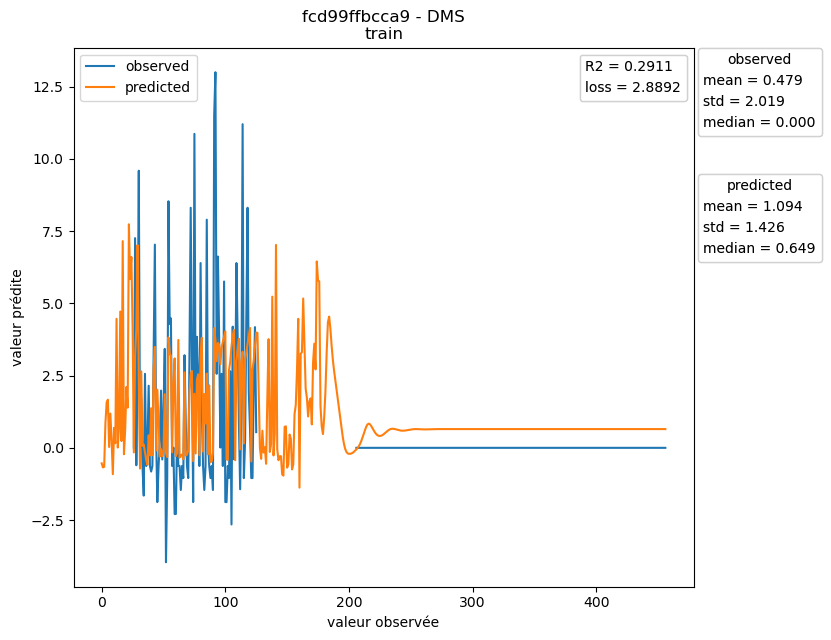 fcd99ffbcca9 - DMS
train
observed
predicted
R2 = 0.2911
loss = 2.8892
observed
mean = 0.479
std = 2.019
median = 0.000
predicted
mean = 1.094
std = 1.426
median = 0.649
valeur prédite
12.5
10.0
7.5
5.0
2.5
0.0
−2.5
0
100
200
300
400
valeur observée